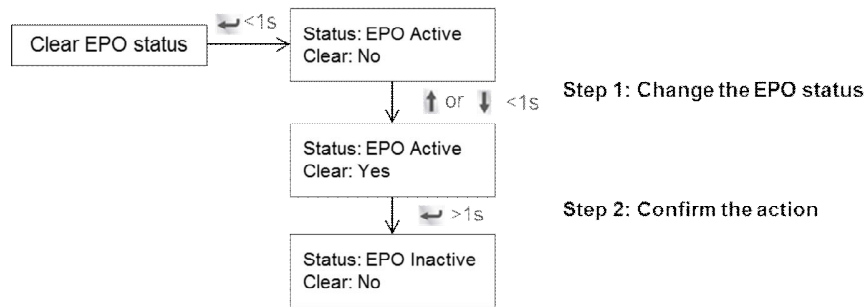 Clear EPO status
<1s
Status: EPO Active
Clear: No
or <1s
Step 1: Change the EPO status
Status: EPO Active
Clear: Yes
>1s
Step 2: Confirm the action
Status: EPO Inactive
Clear: No